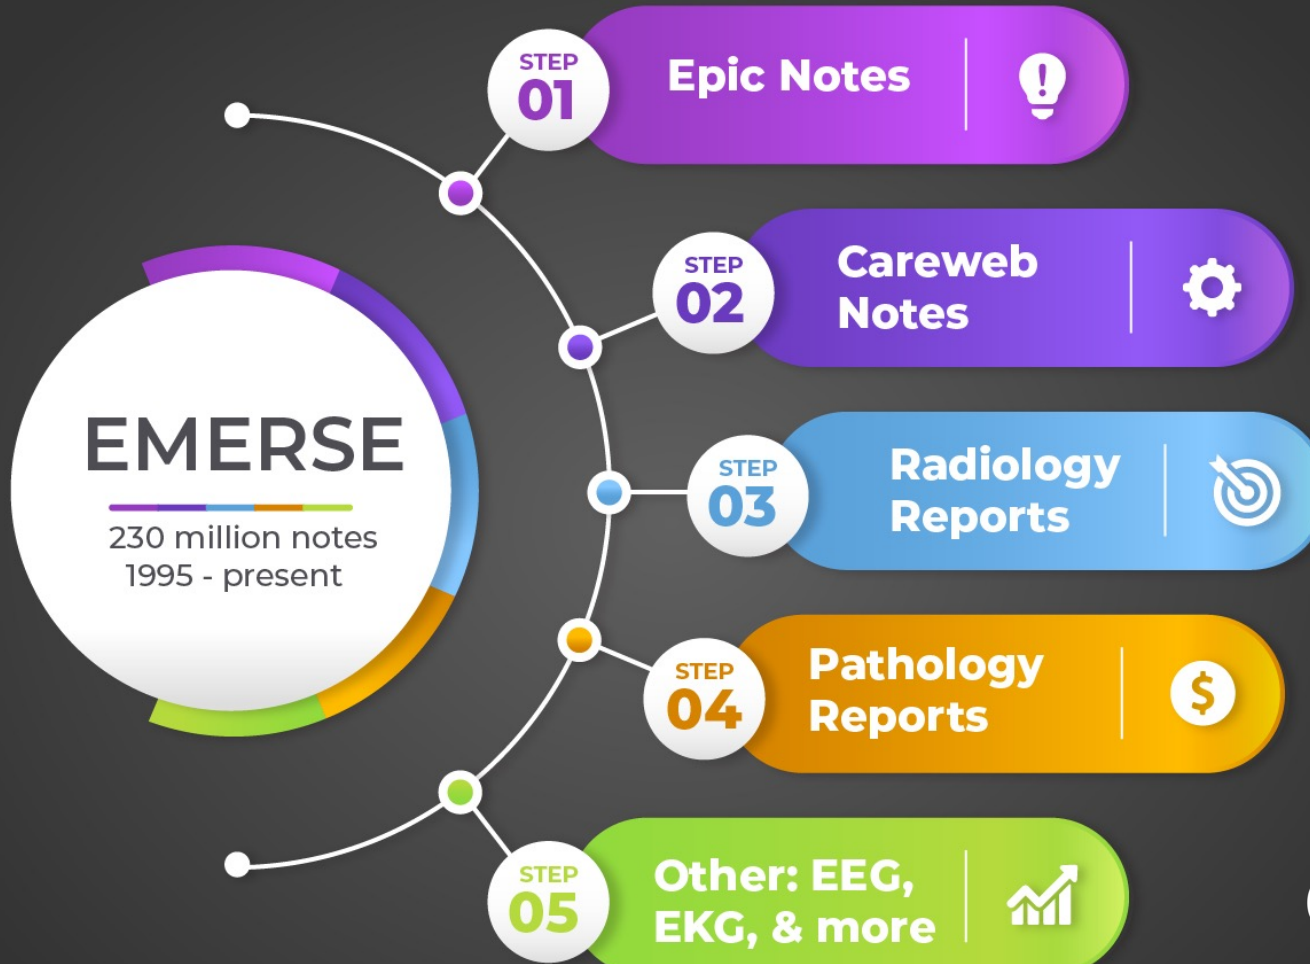 EMERSE
230 million notes
1995 - present
STEP
01
Epic Notes
STEP
02
Careweb
Notes
STEP
03
Radiology
Reports
STEP
04
Pathology
Reports
$
STEP
05
Other: EEG,
EKG, & more